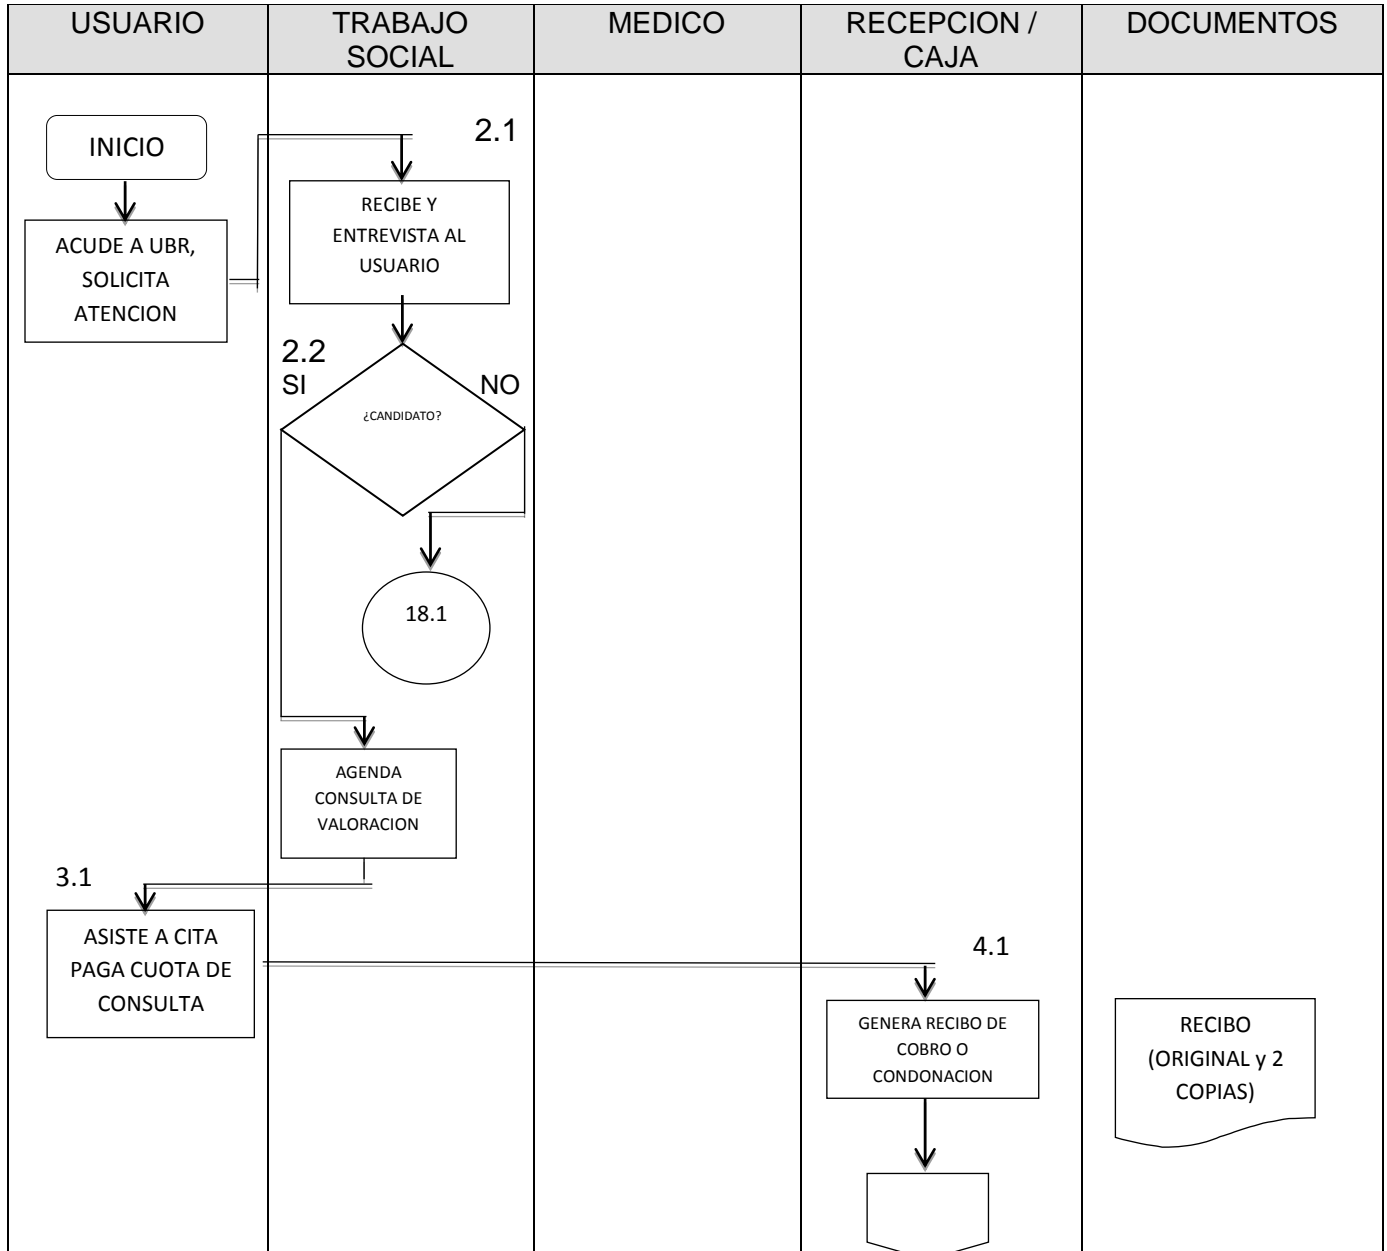 USUARIO
TRABAJO
SOCIAL
MEDICO
RECEPCION /
CAJA
DOCUMENTOS
INICIO
ACUDE A UBR,
SOLICITA
ATENCION
2.1
RECIBE Y
ENTREVISTA AL
USUARIO
2.2
SI
NO
¿CANDIDATO?
18.1
AGENDA
CONSULTA DE
VALORACION
3.1
ASISTE A CITA
PAGA CUOTA DE
CONSULTA
4.1
GENERA RECIBO DE
COBRO O
CONDONACION
RECIBO
(ORIGINAL y 2
COPIAS)